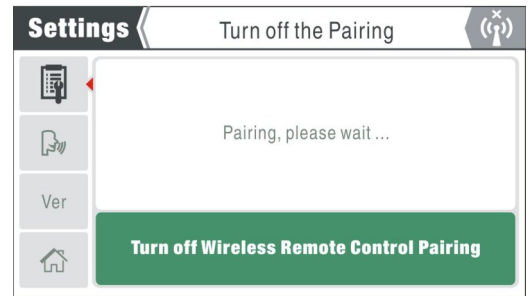 Settings
Turn off the Pairing
Pairing, please wait ...
Ver
Turn off Wireless Remote Control Pairing